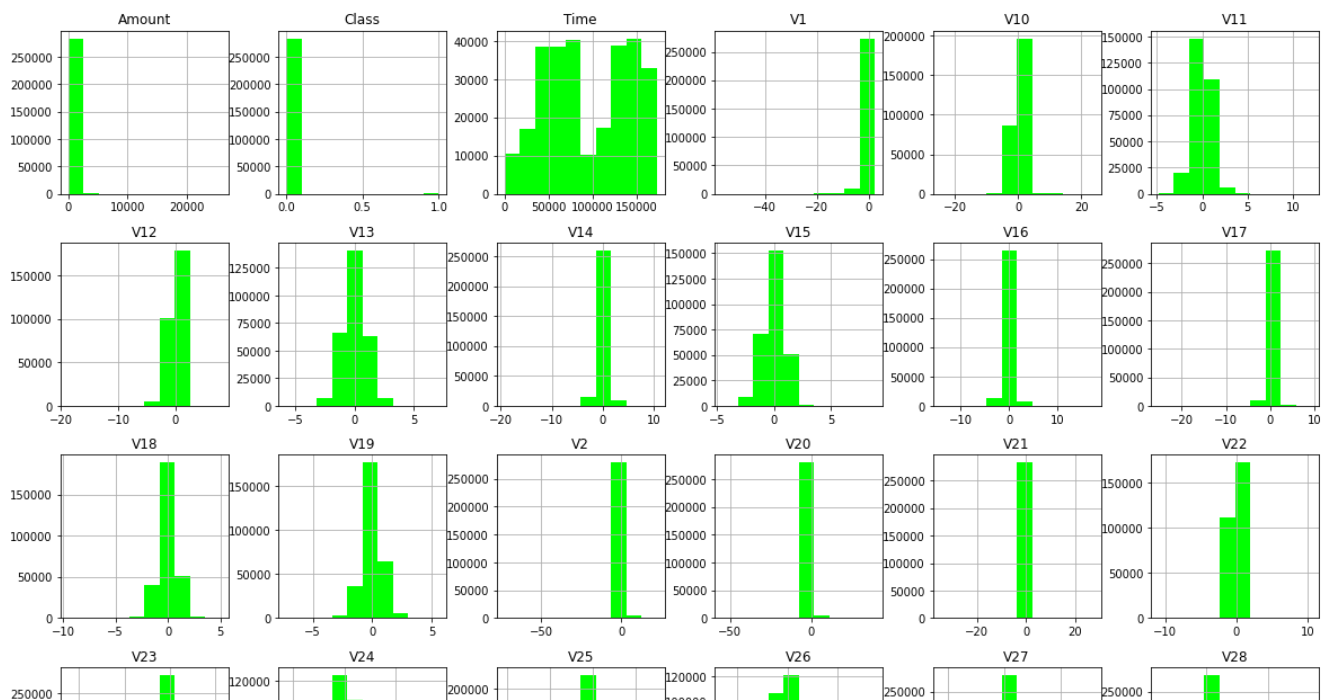 Amount Class Time V1 V10 V11
250000 250000 40000 250000 200000 150000
200000 200000 30000 200000 150000 125000
150000 150000 20000 150000 100000 100000
100000 100000 10000 100000 50000 75000
50000 50000 0 50000 0 50000
0 0 0 25000
0
0 10000 20000 0.0 0.5 1.0 0 50000 100000 150000 −40 −20 0 −20 0 20 −5 0 5 10
V12 V13 V14 V15 V16 V17
150000 125000 250000 150000 250000 250000
100000 100000 200000 125000 200000 200000
50000 75000 150000 100000 150000 150000
0 50000 100000 75000 100000 100000
25000 50000 50000 50000 50000
0 0 25000 0 0
0
−20 −10 0 −5 0 5 −20 −10 0 10 −5 0 5 −10 0 10 −20 −10 0 10
V18 V19 V2 V20 V21 V22
150000 150000 250000 250000 250000 150000
100000 100000 200000 200000 200000 100000
50000 50000 150000 150000 150000 50000
0 0 100000 100000 100000 0
50000 50000 50000
0 0 0
−10 −5 0 5 −5 0 5 −50 0 −50 0 −20 0 20 −10 0 10
V23 V24 V25 V26 V27 V28
250000 120000 200000 120000 250000 250000